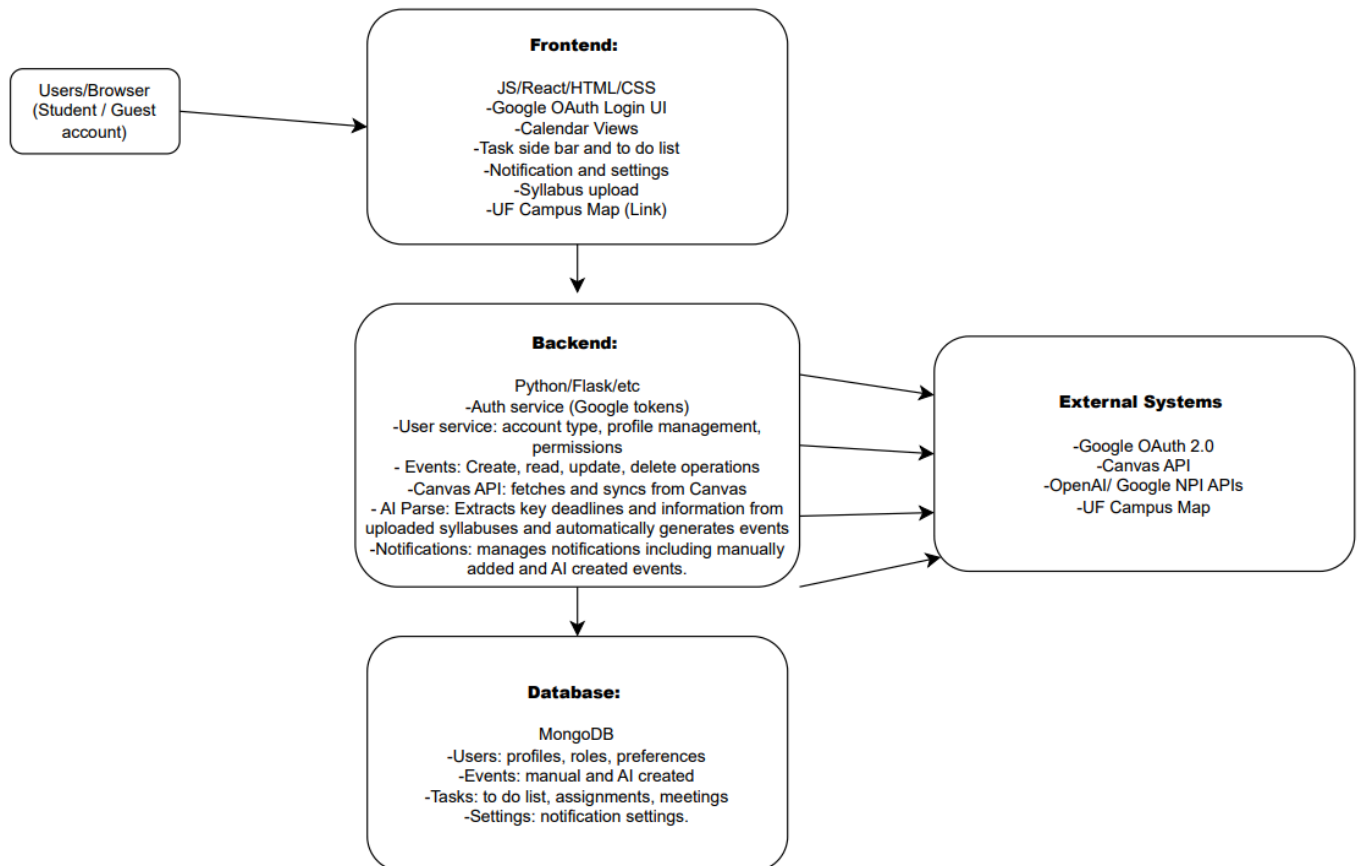 Users/Browser
(Student / Guest
account)
Frontend:
JS/React/HTML/CSS
-Google OAuth Login UI
-Calendar Views
-Task side bar and to do list
-Notification and settings
-Syllabus upload
-UF Campus Map (Link)
Backend:
Python/Flask/etc
-Auth service (Google tokens)
-User service: account type, profile management,
permissions
- Events: Create, read, update, delete operations
-Canvas API: fetches and syncs from Canvas
- AI Parse: Extracts key deadlines and information from
uploaded syllabuses and automatically generates events
-Notifications: manages notifications including manually
added and AI created events.
External Systems
-Google OAuth 2.0
-Canvas API
-OpenAI/ Google NPI APIs
-UF Campus Map
Database:
MongoDB
-Users: profiles, roles, preferences
-Events: manual and AI created
-Tasks: to do list, assignments, meetings
-Settings: notification settings.